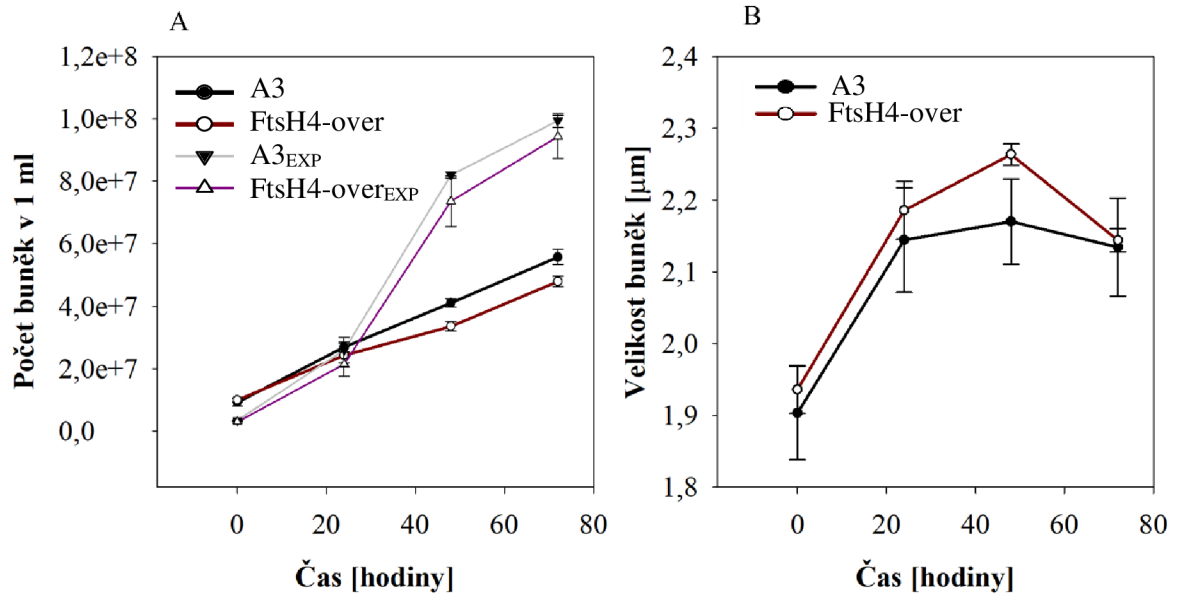 A
1,2e+8
1,0e+8
8,0e+7
6,0e+7
4,0e+7
2,0e+7
0,0
Počet buněk v 1 ml
A3
FtsH4-over
A3EXP
FtsH4-overEXP
0 20 40 60 80
Čas [hodiny]
B
2,4
2,3
2,2
2,1
2,0
1,9
1,8
Velikost buněk [µm]
A3
FtsH4-over
0 20 40 60 80
Čas [hodiny]